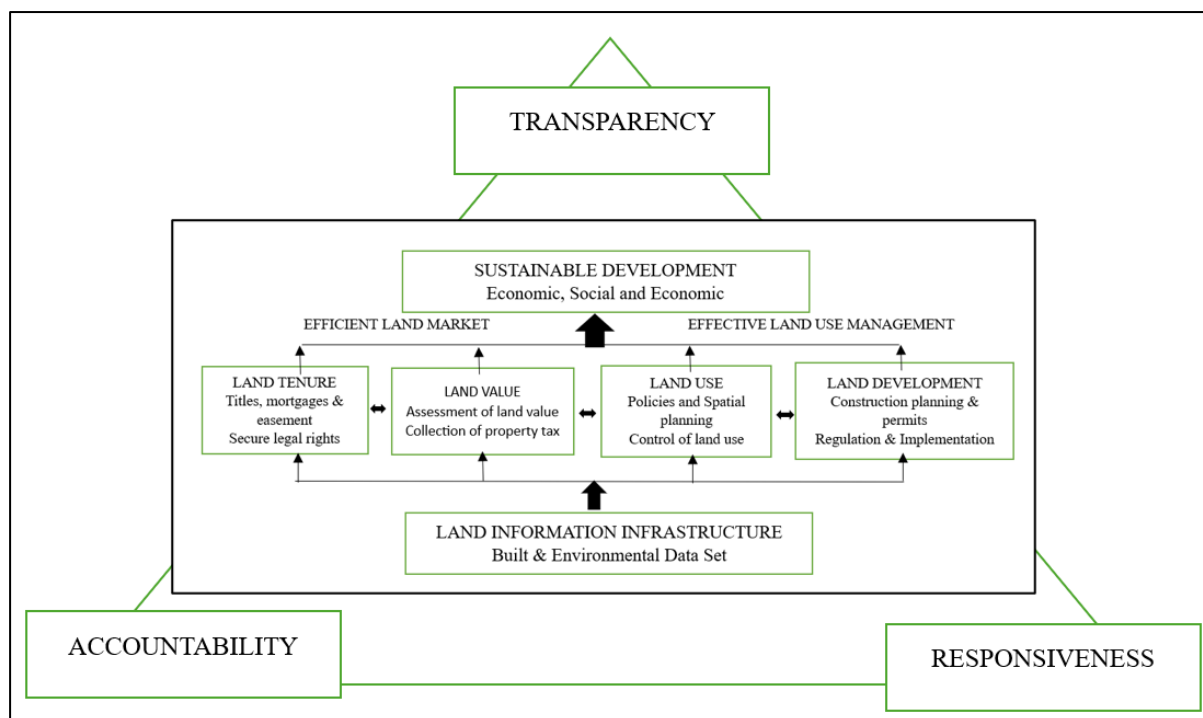 TRANSPARENCY
SUSTAINABLE DEVELOPMENT
Economic, Social and Economic
EFFICIENT LAND MARKET
EFFECTIVE LAND USE MANAGEMENT
LAND TENURE
Titles, mortgages &
easement
Secure legal rights
LAND VALUE
Assessment of land value
Collection of property tax
LAND USE
Policies and Spatial
planning
Control of land use
LAND DEVELOPMENT
Construction planning &
permits
Regulation & Implementation
LAND INFORMATION INFRASTRUCTURE
Built & Environmental Data Set
ACCOUNTABILITY
RESPONSIVENESS